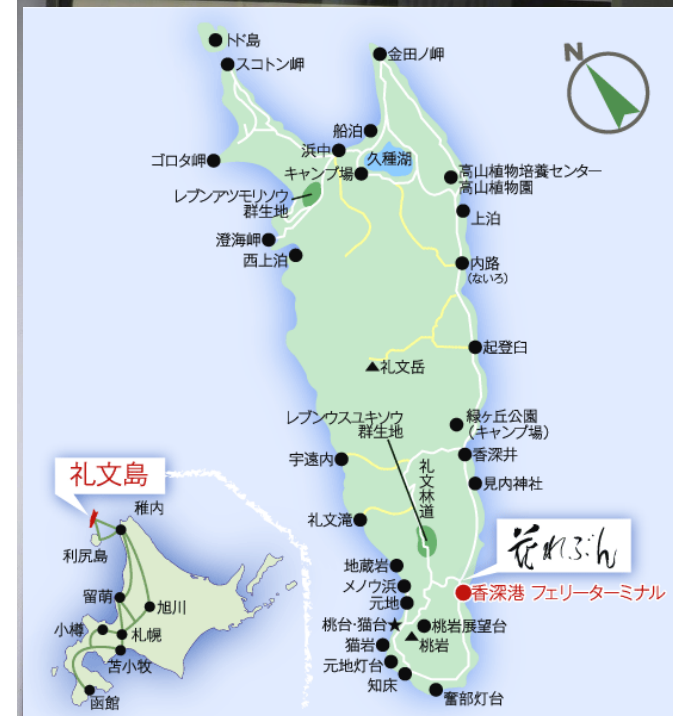 トド島
スコトン岬
金田ノ岬
N
船泊
浜中
久種湖
ゴロタ岬
キャンプ場
高山植物培養センター
高山植物園
レブンアツモリソウ
群生地
上泊
澄海岬
西上泊
内路
(ないろ)
起登臼
礼文岳
レブンウスユキソウ
群生地
緑ヶ丘公園
(キャンプ場)
宇遠内
香深井
礼文林道
見内神社
礼文島
稚内
利尻島
礼文滝
花れぶん
地蔵岩
メノウ浜
元地
香深港 フェリーターミナル
留萌
旭川
小樽
札幌
苫小牧
函館
桃台・猫台
桃岩展望台
猫岩
桃岩
元地灯台
知床
奮部灯台